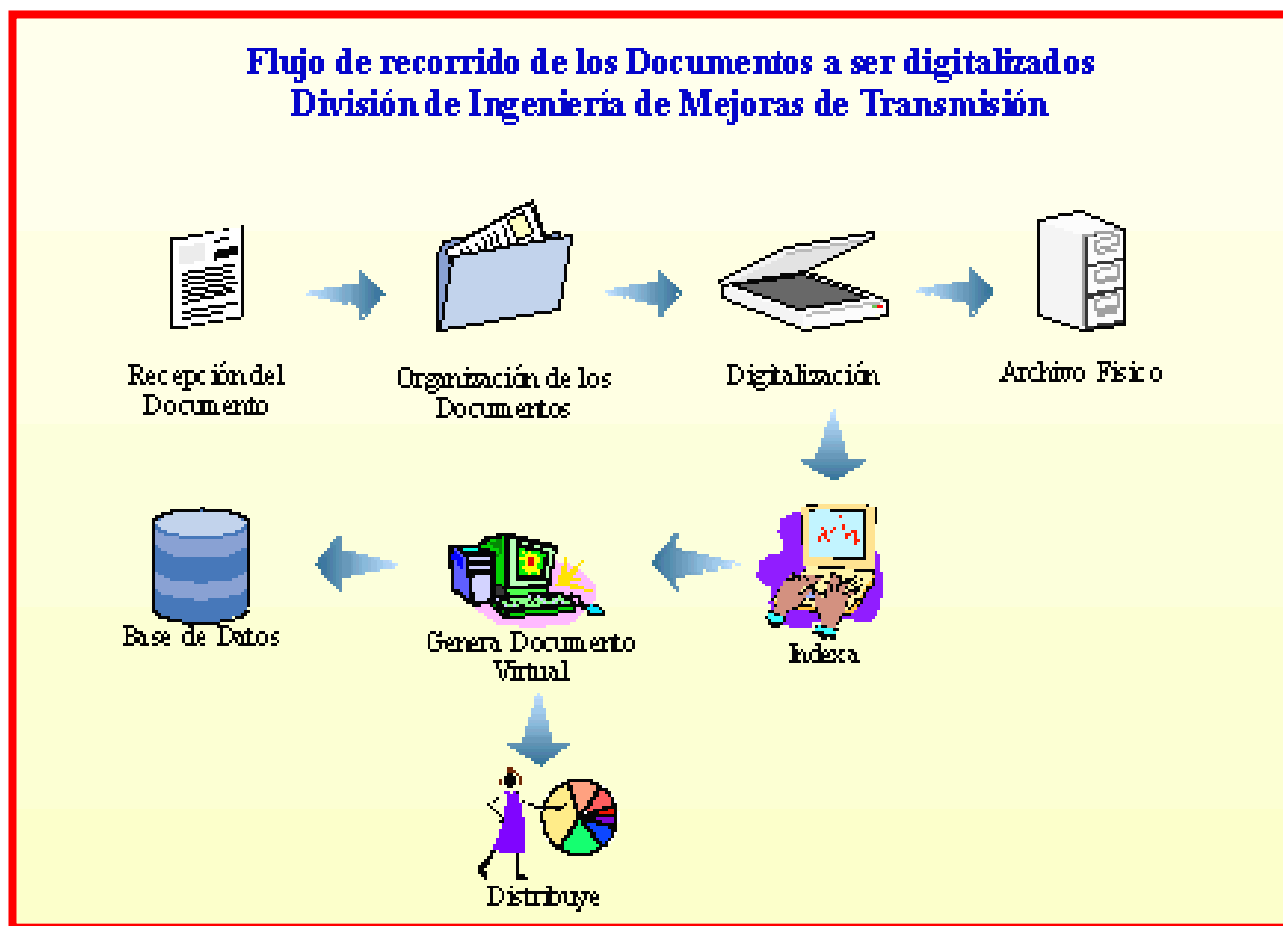 Flujo de recorrido de los Documentos a ser digitalizados
División de Ingeniería de Mejoras de Transmisión
Recepción del
Documento
Organización de los
Documentos
Digitalización
Archivo Fisico
Base de Datos
Genera Documento
Virtual
Indexa
Distribuye